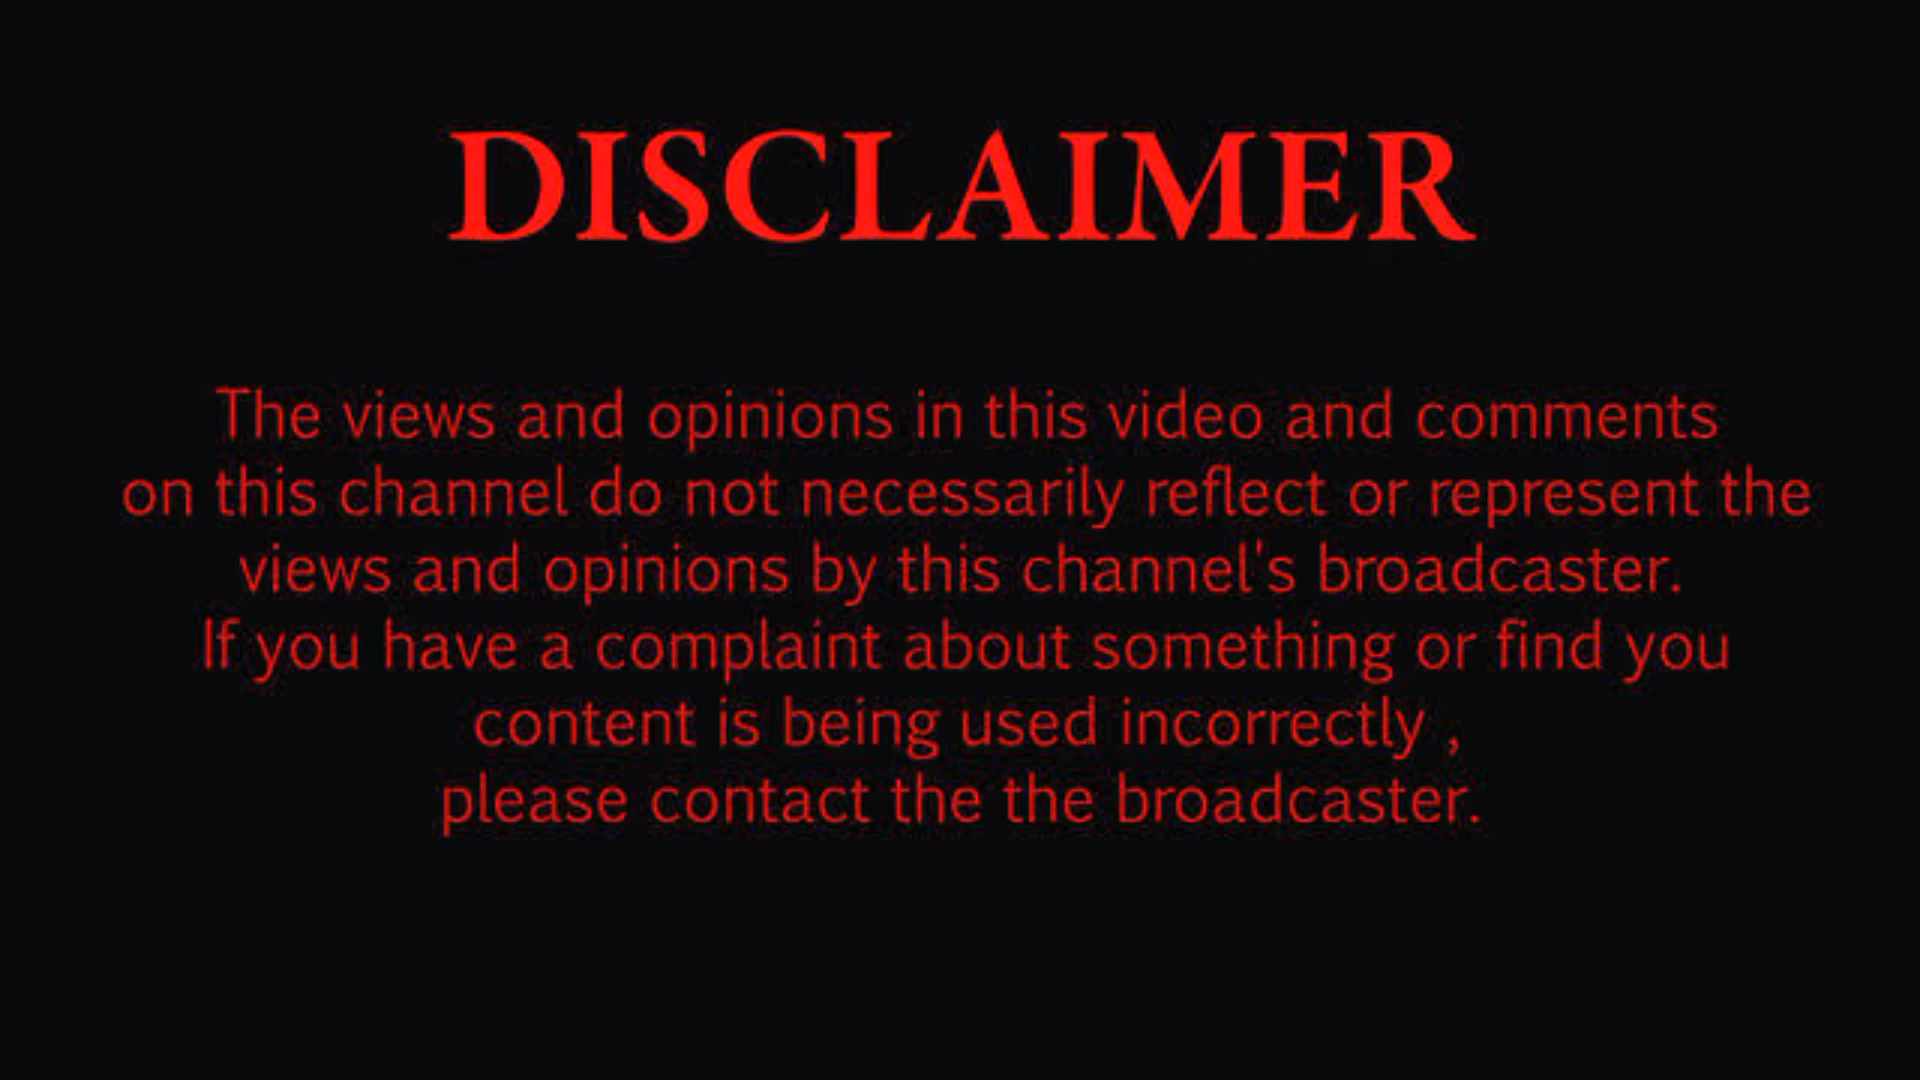 DISCLAIMER
The views and opinions in this video and comments
on this channel do not necessarily reflect or represent the
views and opinions by this channel's broadcaster.
If you have a complaint about something or find you
content is being used incorrectly ,
please contact the the broadcaster.